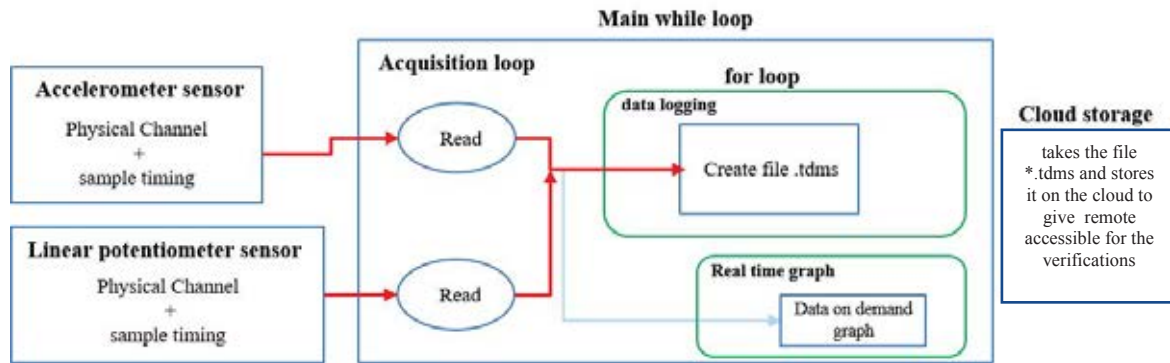 Main while loop
Acquisition loop
for loop
Accelerometer sensor
Physical Channel
+
sample timing
Read
data logging
Create file .tdms
Cloud storage
takes the file
*.tdms and stores
it on the cloud to
give remote
accessible for the
verifications
Linear potentiometer sensor
Physical Channel
+
sample timing
Read
Real time graph
Data on demand
graph